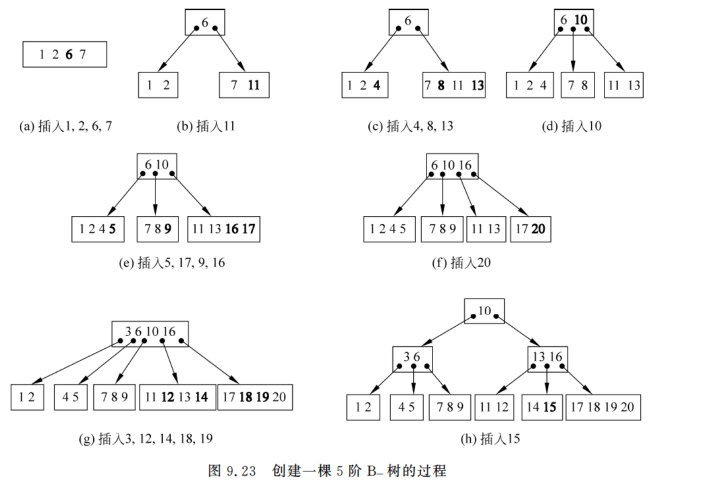 6
6
6 10
1 2 6 7
1 2
7 11
1 2 4
7 8 11 13
1 2 4
7 8
11 13
(a) 插入1, 2, 6, 7
(b) 插入11
(c) 插入4, 8, 13
(d) 插入10
6 10
6 10 16
1 2 4 5
7 8 9
11 13 16 17
1 2 4 5
7 8 9
11 13
17 20
(e) 插入5, 17, 9, 16
(f) 插入20
10
3 6 10 16
3 6
13 16
1 2
4 5
7 8 9
11 12 13 14
17 18 19 20
1 2
4 5
7 8 9
11 12
14 15
17 18 19 20
(g) 插入3, 12, 14, 18, 19
(h) 插入15
图 9.23 创建一棵 5 阶 B-树的过程